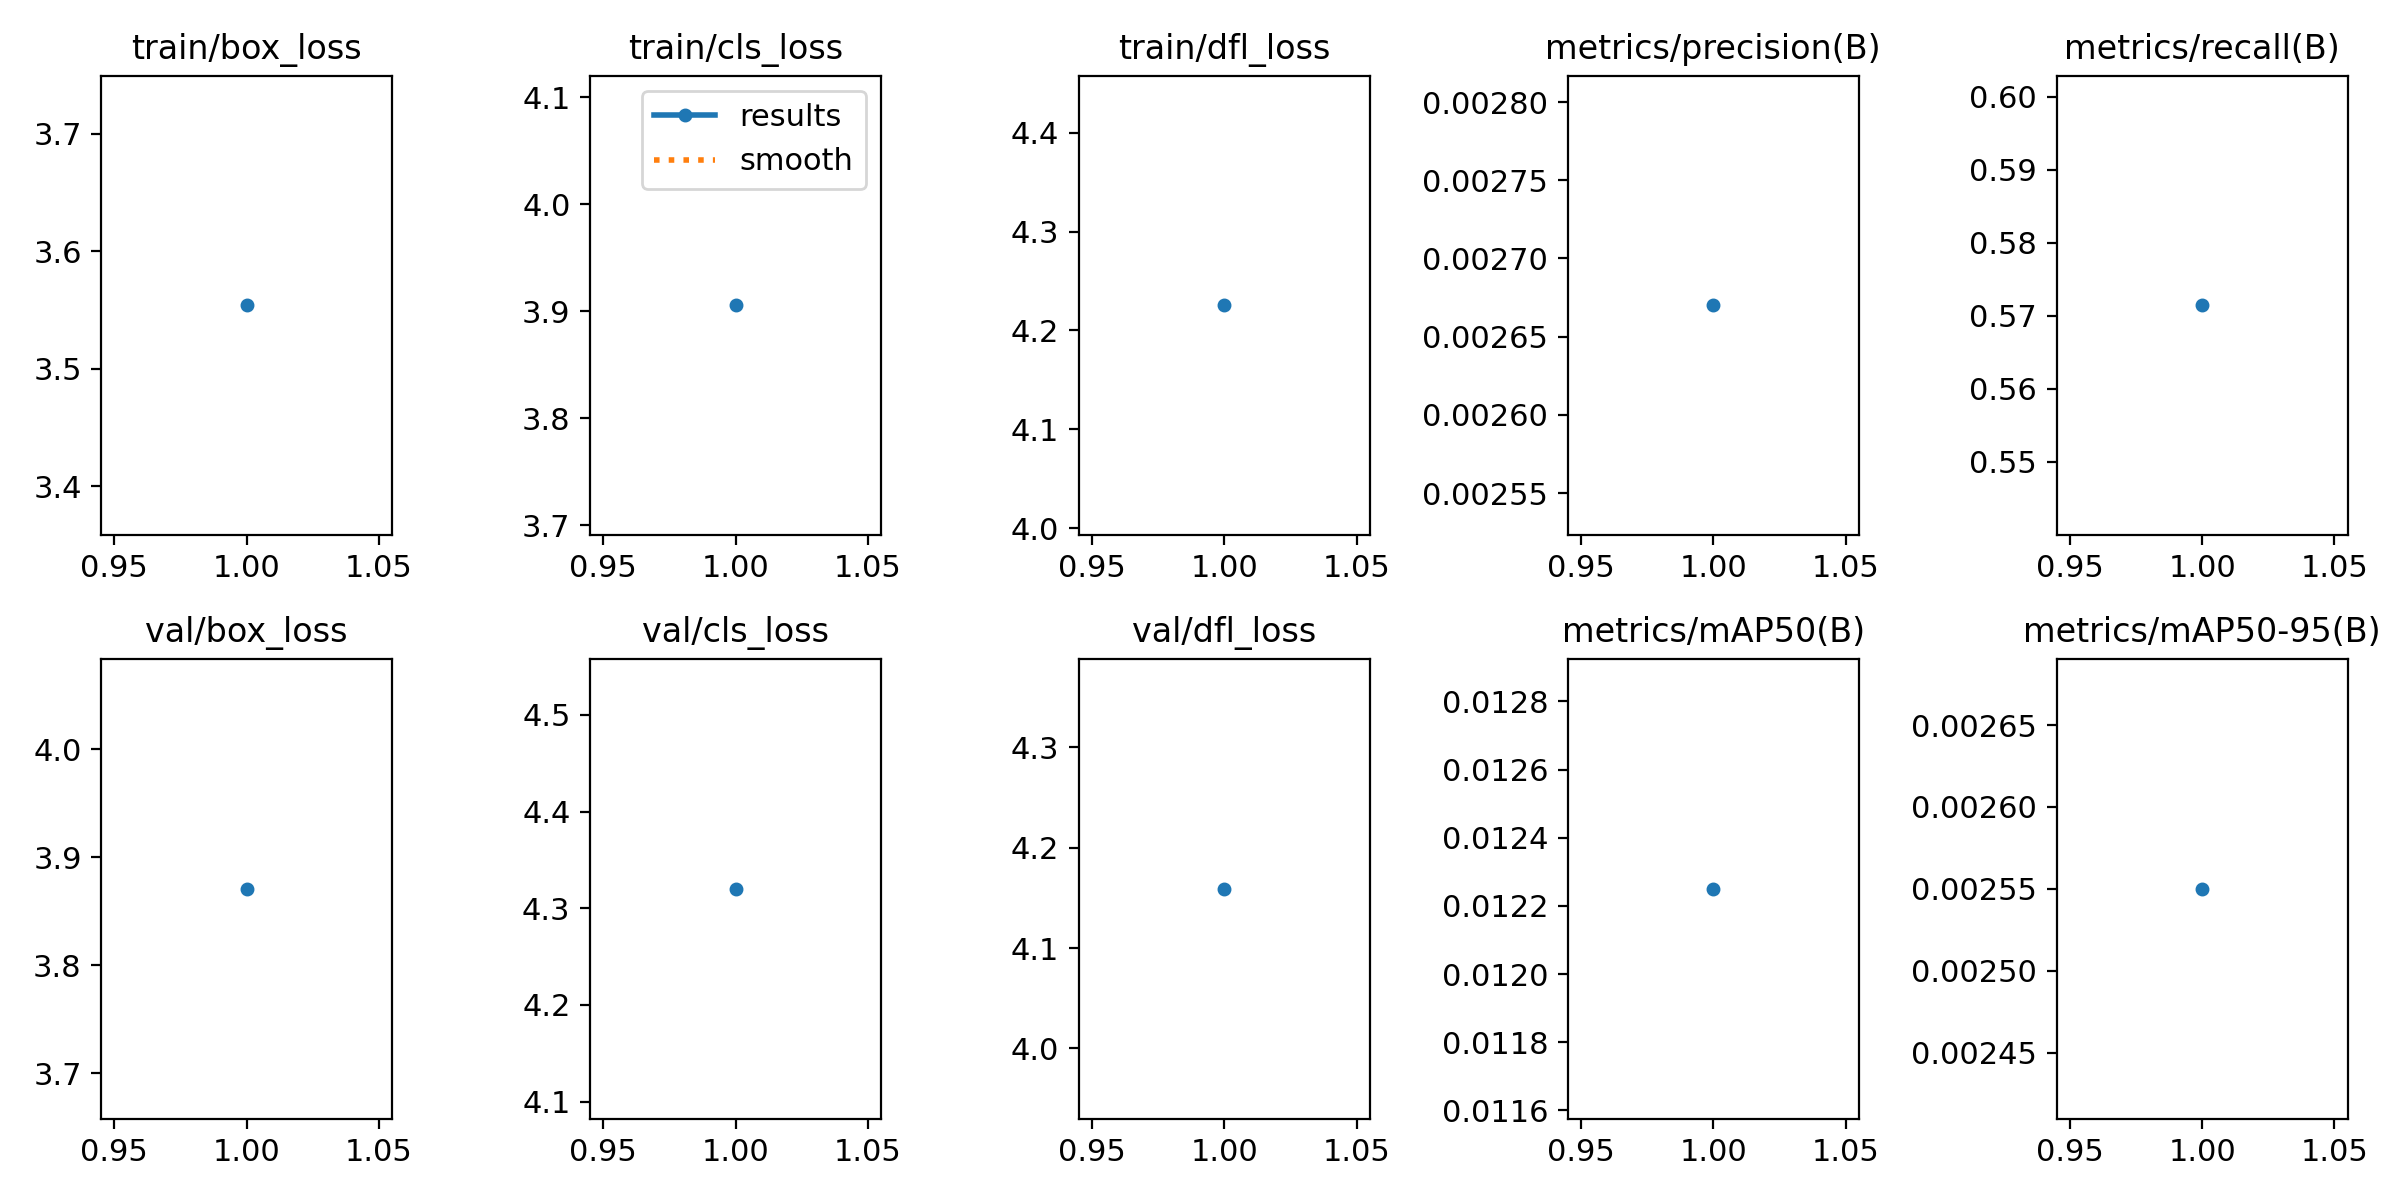 train/box_loss
3.7
3.6
3.5
3.4
0.95 1.00 1.05
train/cls_loss
results
smooth
4.1
4.0
3.9
3.8
3.7
0.95 1.00 1.05
train/dfl_loss
4.4
4.3
4.2
4.1
4.0
0.95 1.00 1.05
metrics/precision(B)
0.00280
0.00275
0.00270
0.00265
0.00260
0.00255
0.95 1.00 1.05
metrics/recall(B)
0.60
0.59
0.58
0.57
0.56
0.55
0.95 1.00 1.05
val/box_loss
4.0
3.9
3.8
3.7
0.95 1.00 1.05
val/cls_loss
4.5
4.4
4.3
4.2
4.1
0.95 1.00 1.05
val/dfl_loss
4.3
4.2
4.1
4.0
0.95 1.00 1.05
metrics/mAP50(B)
0.0128
0.0126
0.0124
0.0122
0.0120
0.0118
0.0116
0.95 1.00 1.05
metrics/mAP50-95(B)
0.00265
0.00260
0.00255
0.00250
0.00245
0.95 1.00 1.05